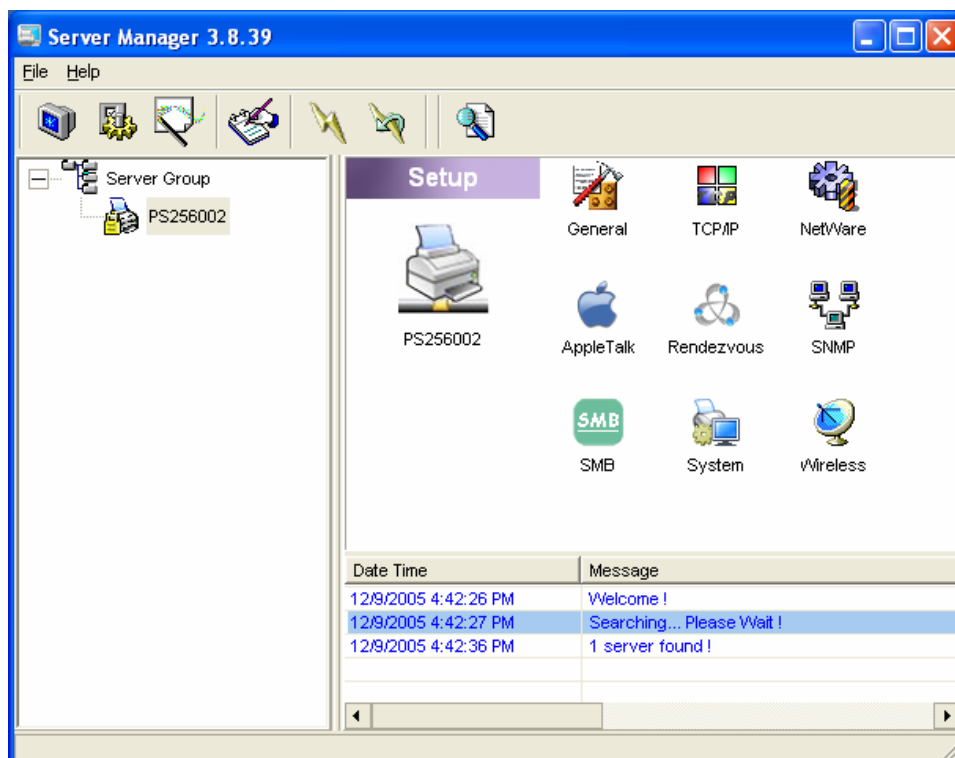 Server Manager 3.8.39
File Help
Server Group
PS256002
Setup
PS256002
General TCP/IP NetWare
AppleTalk Rendezvous SNMP
SMB
SMB System Wireless
Date Time Message
12/9/2005 4:42:26 PM Welcome !
12/9/2005 4:42:27 PM Searching... Please Wait !
12/9/2005 4:42:36 PM 1 server found !